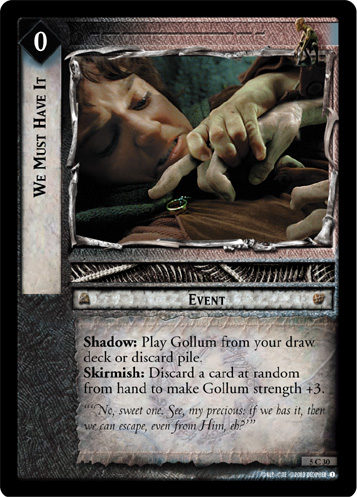 0
WE MUST HAVE IT
EVENT
Shadow: Play Gollum from your draw
deck or discard pile.
Skirmish: Discard a card at random
from hand to make Gollum strength +3.
"'No, sweet one. See, my precious: if we has it, then
we can escape, even from Him, eh?'"
5 C 30